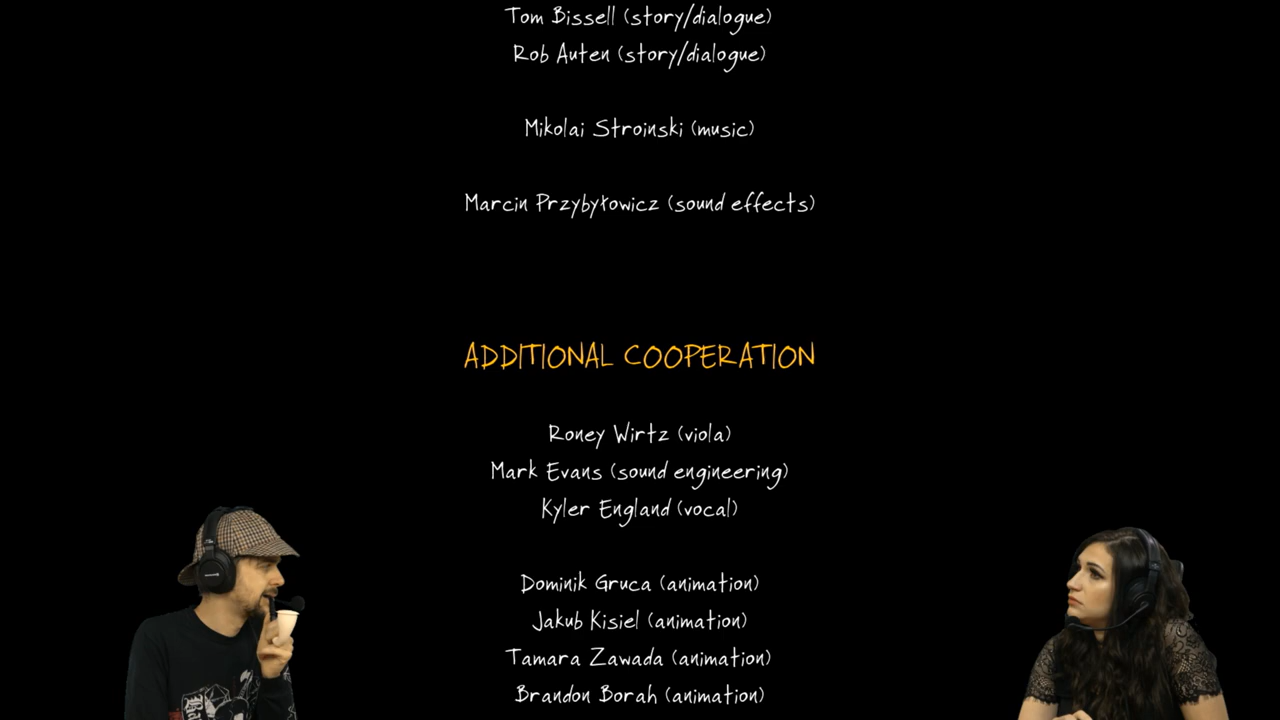 Tom Bissell (story/dialogue)
Rob Auten (story/dialogue)
Mikolai Stroinski (music)
Marcin Przybyłowicz (sound effects)
ADDITIONAL COOPERATION
Roney Wirtz (viola)
Mark Evans (sound engineering)
Kyler England (vocal)
Dominik Gruca (animation)
Jakub Kisiel (animation)
Tamara Zawada (animation)
Brandon Borah (animation)